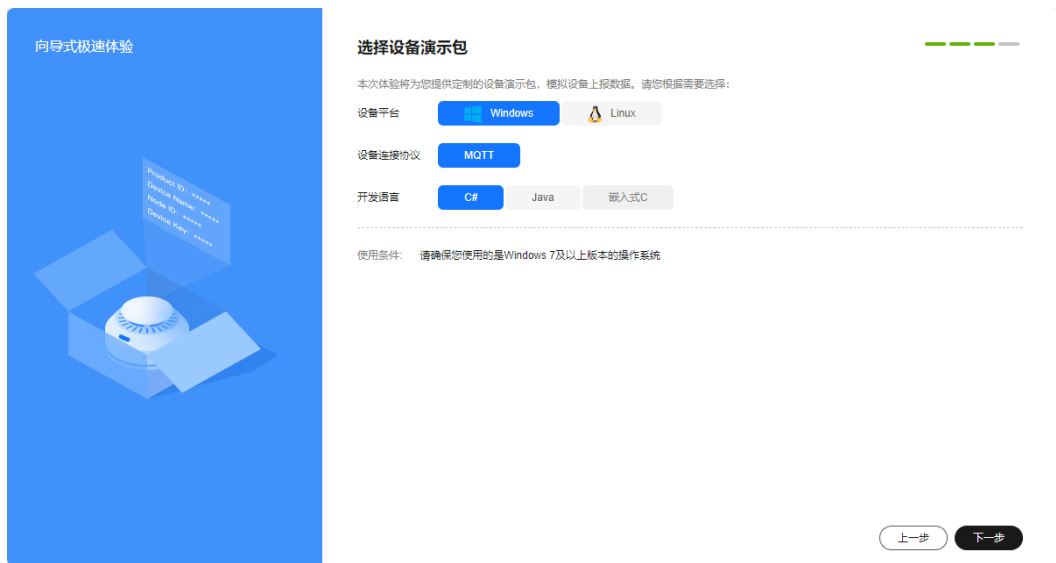 向导式极速体验
Product ID: *****
Device Name: *****
Node ID: *****
Device Key: *****
选择设备演示包
本次体验将为您提供定制的设备演示包，模拟设备上报数据。请您根据需要选择：
设备平台 Windows Linux
设备连接协议 MQTT
开发语言 C# Java 嵌入式C
使用条件: 请确保您使用的是Windows 7及以上版本的操作系统
上一步 下一步